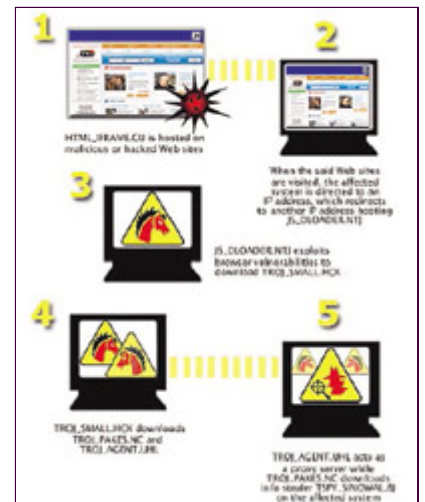 1
HTML_IFRAME.CU is hosted on
malicious or hacked Web sites
2
When the said Web sites
are visited, the affected
system is directed to an
IP address, which redirects
to another IP address hosting
JS_DLOADER.NTJ
3
JS_DLOADER.NTJ exploits
browser vulnerabilities to
download TROJ_SMALL.HCK
4
TROJ_SMALL.HCK downloads
TROJ_PAKES.NC and
TROJ_AGENT.UHL
5
TROJ_AGENT.UHL acts as
a proxy server while
TROJ_PAKES.NC downloads
info stealer TSPY_SINOWAL.BJ
on the affected system